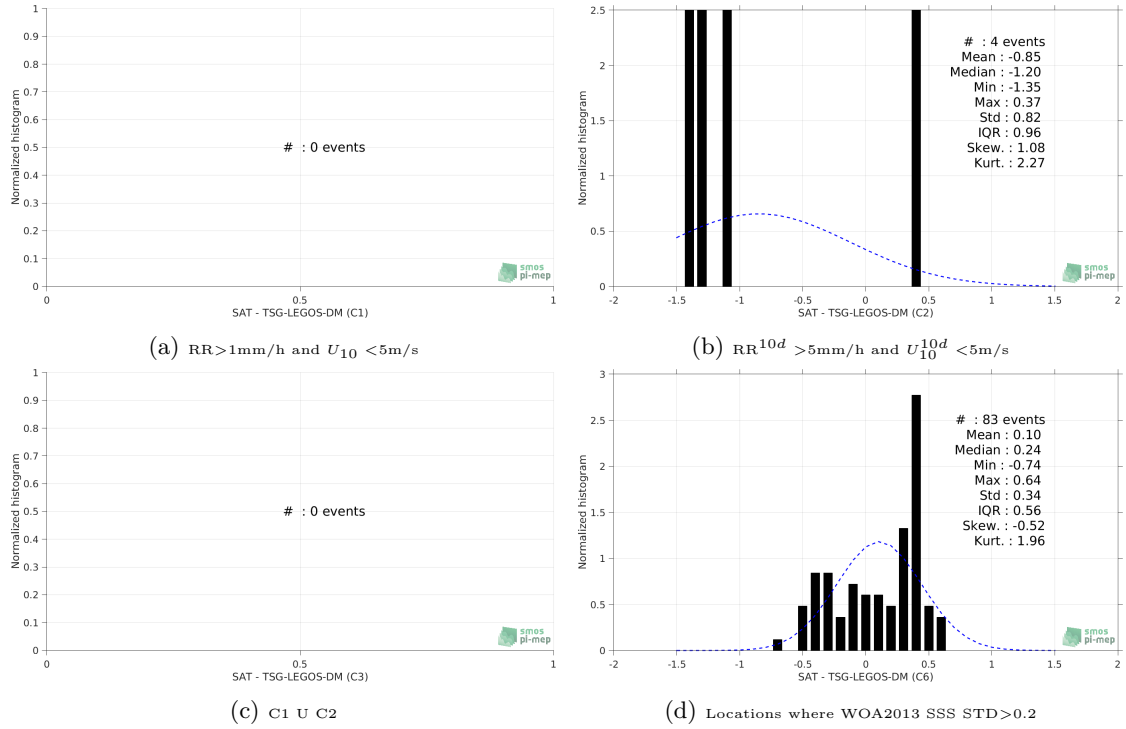 1
0.9
0.8
0.7
0.6
0.5
0.4
0.3
0.2
0.1
0
Normalized histogram
# : 0 events
smos
pi-mep
0 0.5 1
SAT - TSG-LEGOS-DM (C1)
(a) RR>1mm/h and U10 <5m/s
2.5
2
1.5
1
0.5
0
Normalized histogram
# : 4 events
Mean : -0.85
Median : -1.20
Min : -1.35
Max : 0.37
Std : 0.82
IQR : 0.96
Skew. : 1.08
Kurt. : 2.27
smos
pi-mep
-2 -1.5 -1 -0.5 0 0.5 1 1.5 2
SAT - TSG-LEGOS-DM (C2)
(b) RR^10d >5mm/h and U10^10d <5m/s
1
0.9
0.8
0.7
0.6
0.5
0.4
0.3
0.2
0.1
0
Normalized histogram
# : 0 events
smos
pi-mep
0 0.5 1
SAT - TSG-LEGOS-DM (C3)
(c) C1 U C2
3
2.5
2
1.5
1
0.5
0
Normalized histogram
# : 83 events
Mean : 0.10
Median : 0.24
Min : -0.74
Max : 0.64
Std : 0.34
IQR : 0.56
Skew. : -0.52
Kurt. : 1.96
smos
pi-mep
-2 -1.5 -1 -0.5 0 0.5 1 1.5 2
SAT - TSG-LEGOS-DM (C6)
(d) Locations where WOA2013 SSS STD>0.2